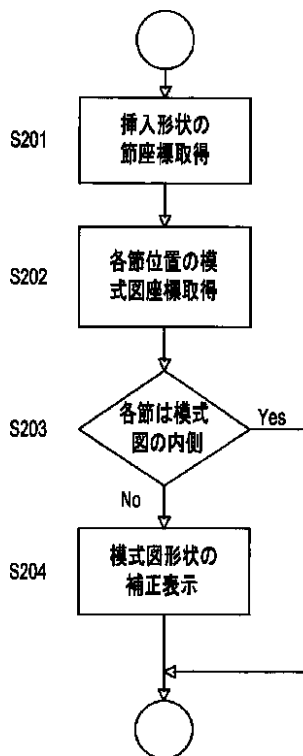 S201
挿入形状の
節座標取得
S202
各節位置の模
式図座標取得
S203
各節は模式
図の内側
Yes
No
S204
模式図形状の
補正表示